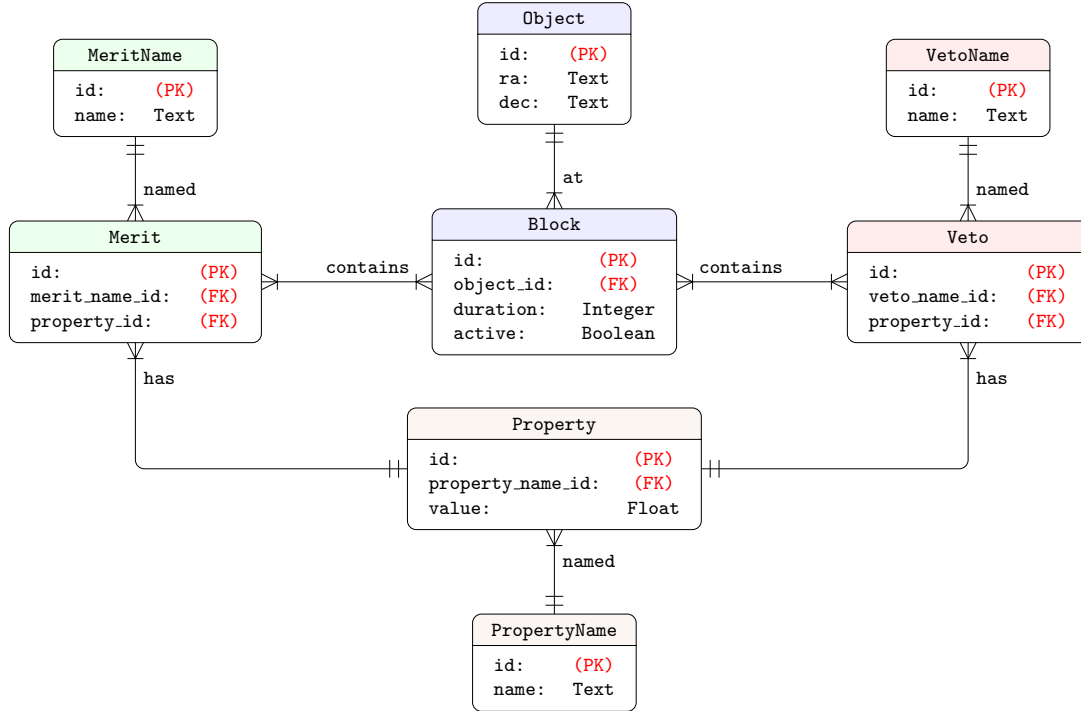 Object
id: (PK)
ra: Text
dec: Text
MeritName
id: (PK)
name: Text
VetoName
id: (PK)
name: Text
named
at
named
Merit
id: (PK)
merit_name_id: (FK)
property_id: (FK)
contains
Block
id: (PK)
object_id: (FK)
duration: Integer
active: Boolean
contains
Veto
id: (PK)
veto_name_id: (FK)
property_id: (FK)
has
has
Property
id: (PK)
property_name_id: (FK)
value: Float
named
PropertyName
id: (PK)
name: Text